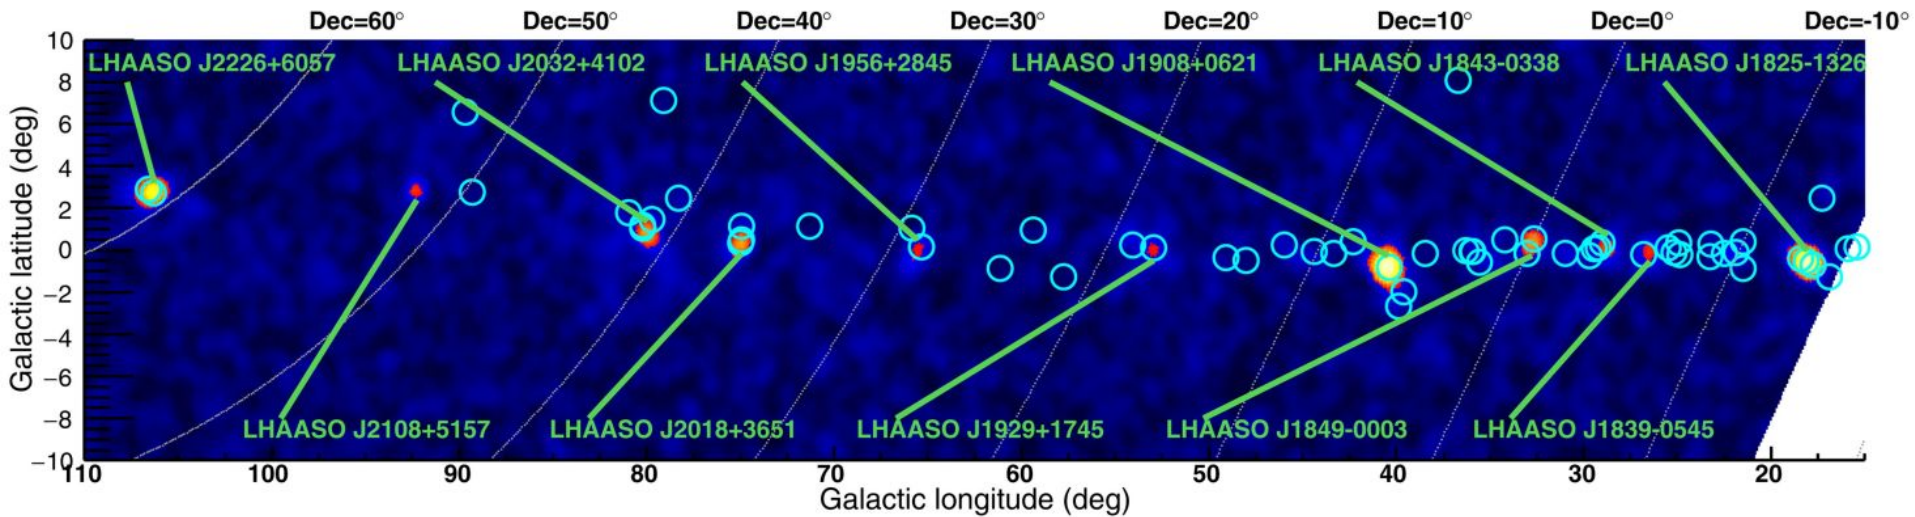 Dec=60° Dec=50° Dec=40° Dec=30° Dec=20° Dec=10° Dec=0° Dec=-10°
10
LHAASO J2226+6057 LHAASO J2032+4102 LHAASO J1956+2845 LHAASO J1908+0621 LHAASO J1843-0338 LHAASO J1825-1326
8
6
4
2
0
−2
−4
−6
−8
LHAASO J2108+5157 LHAASO J2018+3651 LHAASO J1929+1745 LHAASO J1849-0003 LHAASO J1839-0545
−10
Galactic latitude (deg)
110 100 90 80 70 60 50 40 30 20
Galactic longitude (deg)